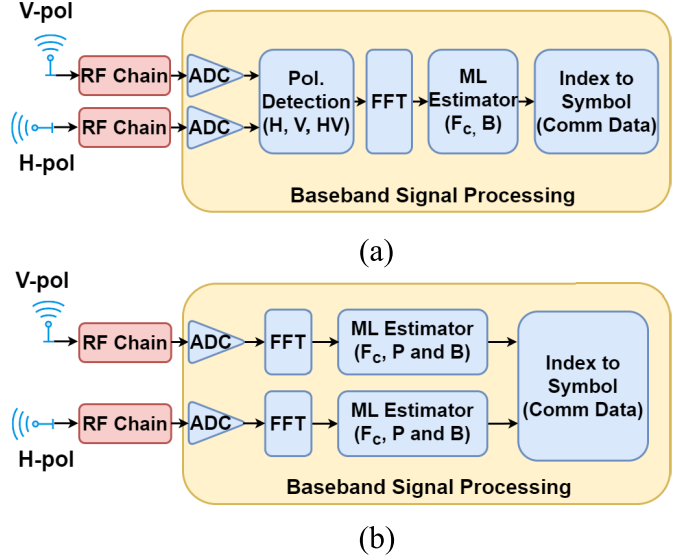 V-pol
RF Chain
ADC
RF Chain
ADC
H-pol
Pol.
Detection
(H, V, HV)
FFT
ML
Estimator
(Fc, B)
Index to
Symbol
(Comm Data)
Baseband Signal Processing
(a)
V-pol
RF Chain
ADC
FFT
ML Estimator
(Fc, P and B)
RF Chain
ADC
FFT
ML Estimator
(Fc, P and B)
H-pol
Index to
Symbol
(Comm Data)
Baseband Signal Processing
(b)